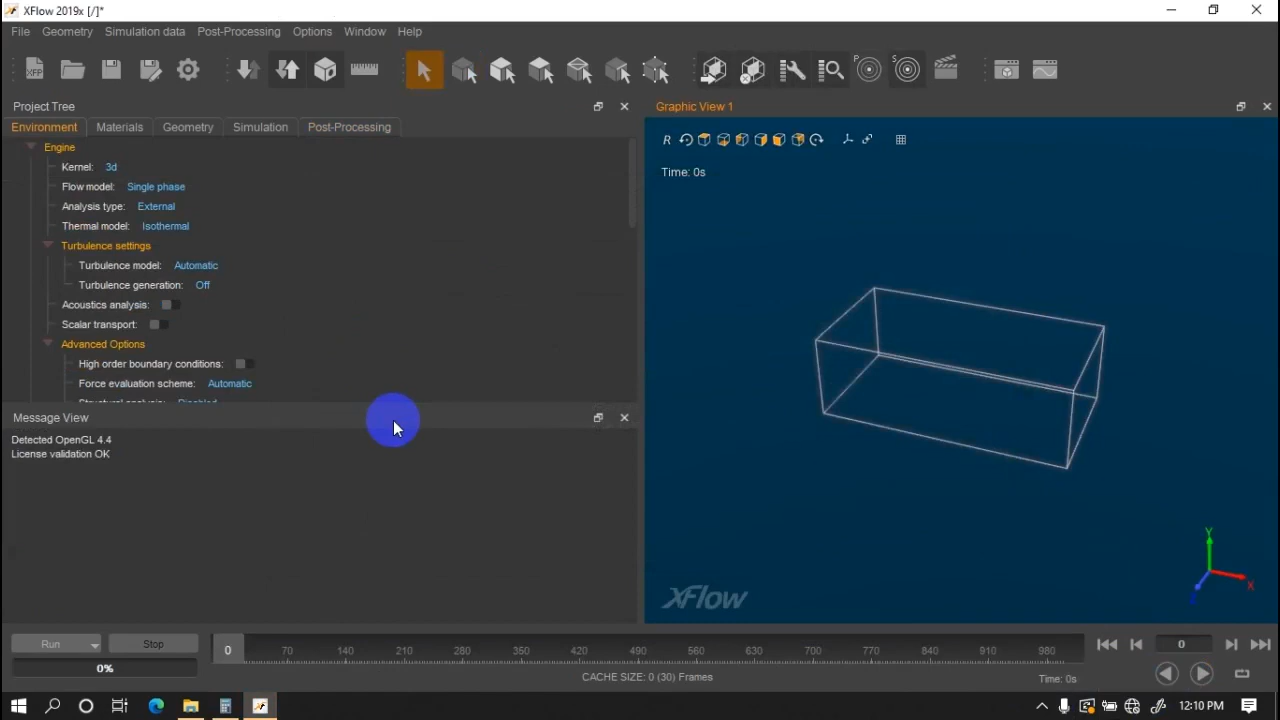 XFlow 2019x [/]*
File Geometry Simulation data Post-Processing Options Window Help
XFP
P
S
Project Tree
Graphic View 1
Environment Materials Geometry Simulation Post-Processing
R
Engine
Kernel: 3d
Time: 0s
Flow model: Single phase
Analysis type: External
Thermal model: Isothermal
Turbulence settings
Turbulence model: Automatic
Turbulence generation: Off
Acoustics analysis:
Scalar transport:
Advanced Options
High order boundary conditions:
Force evaluation scheme: Automatic
Structural analysis: Disabled
Message View
Detected OpenGL 4.4
License validation OK
Y
X
XFlow
Run Stop
0 70 140 210 280 350 420 490 560 630 700 770 840 910 980
0
0%
CACHE SIZE: 0 (30) Frames
Time: 0s
12:10 PM